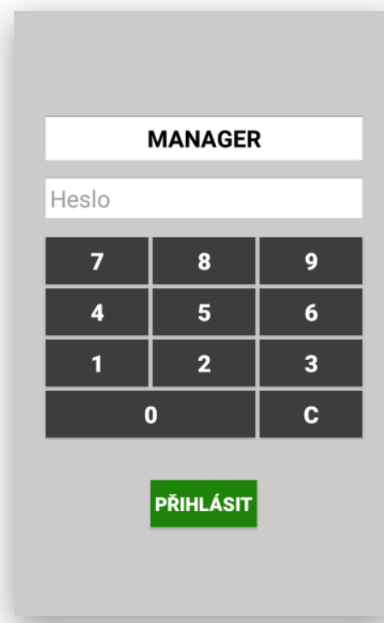 MANAGER
Heslo
7 8 9
4 5 6
1 2 3
0 C
PŘIHLÁSIT